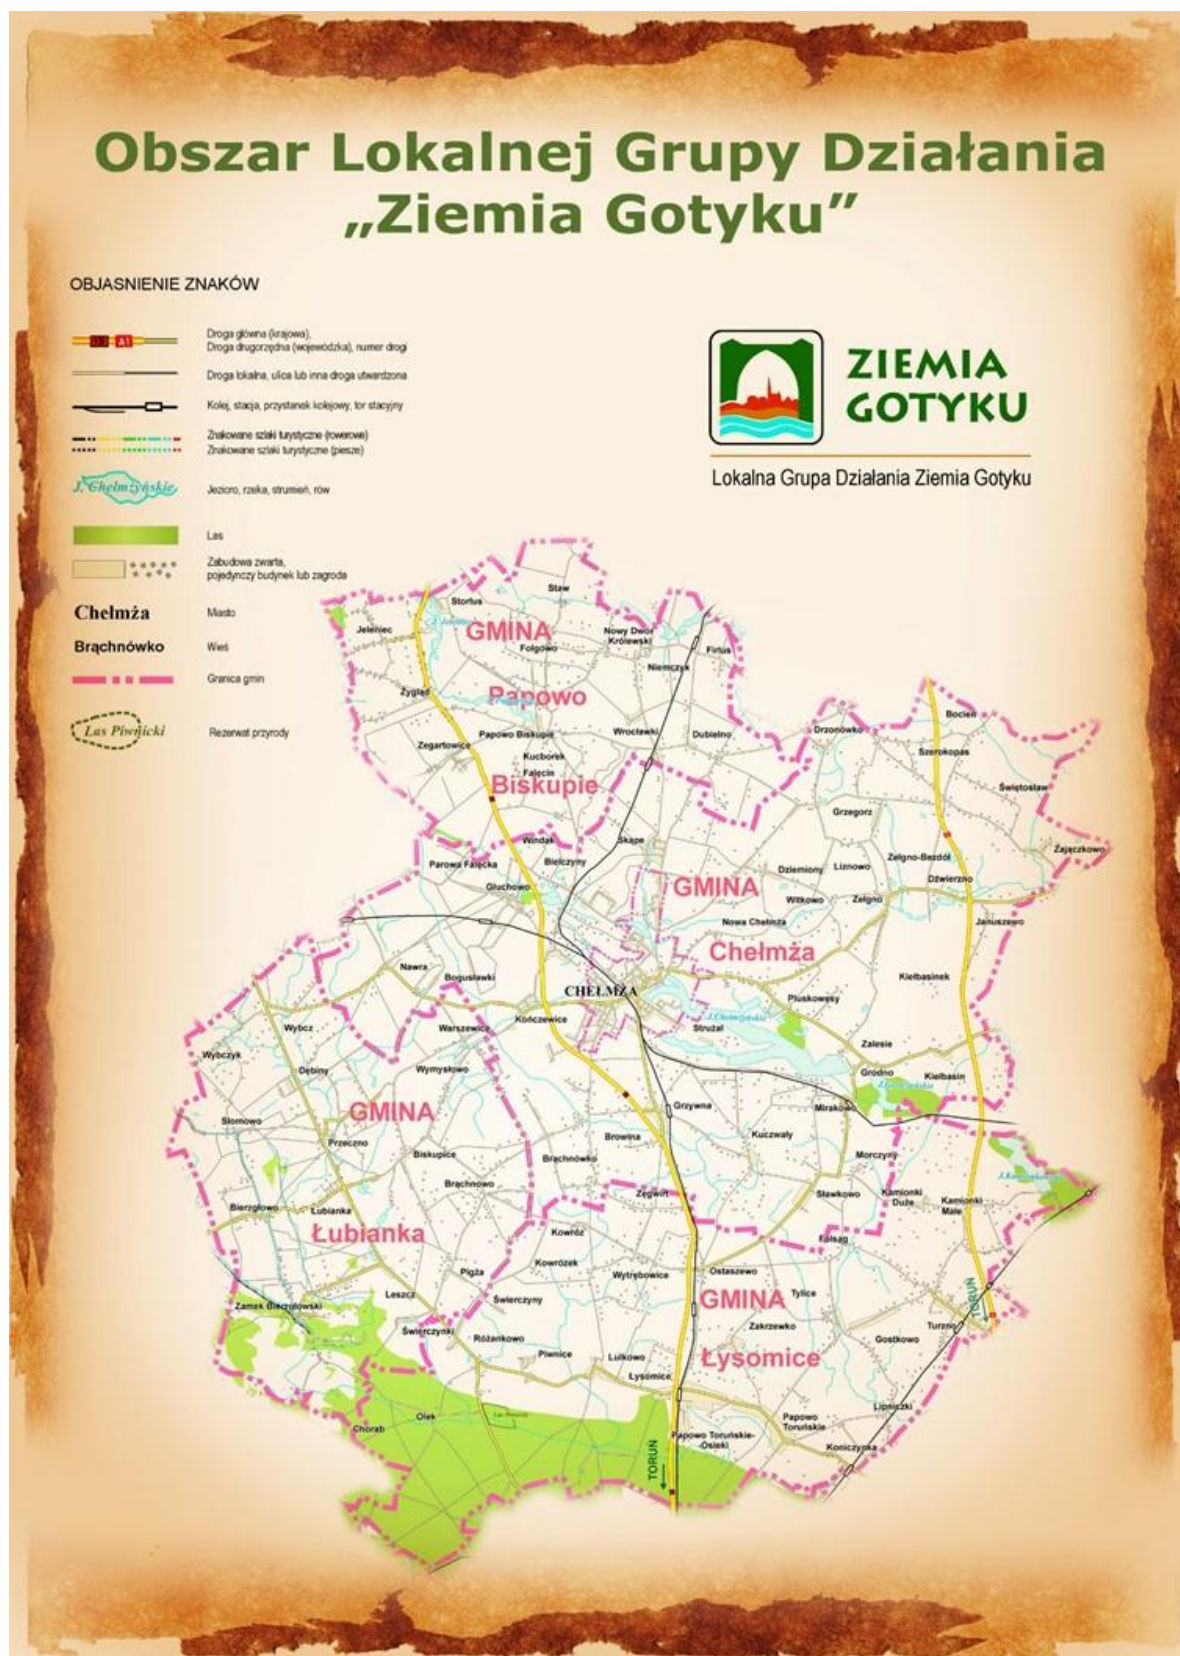 Obszar Lokalnej Grupy Działania
„Ziemia Gotyku”
OBJASNIENIE ZNAKÓW
A1
Droga główna (krajowa),
Droga drugorzędna (wojewódzka), numer drogi
Droga lokalna, ulica lub inna droga utwardzona
Kolej, stacja, przystanek kolejowy, tor stacyjny
Znakowane szlaki turystyczne (rowerowe)
Znakowane szlaki turystyczne (piesze)
J. Chełmżyńskie
Jezioro, rzeka, strumień, rów
Las
Zabudowa zwarta,
pojedynczy budynek lub zagroda
Chełmża
Miasto
Brąchnówko
Wieś
Granica gmin
Las Piwnicki
Rezerwat przyrody
ZIEMIA
GOTYKU
Lokalna Grupa Działania Ziemia Gotyku
Staw
Storlus
Jeleniec
GMINA
Nowy Dwór
Królewski
Folgowo
Firlus
Niemczyk
Żygląd
Papowo
Bocień
Papowo Biskupie
Wrocławki
Dubielno
Drzonówko
Zegartowice
Szerokopas
Kucborek
Falęcin
Biskupie
Świętosław
Grzegorz
Windak
Skąpe
Zajączkowo
Parowa Falęcka
Bielczyny
Zelgno-Bezdół
Dziemiony
Liznowo
Dźwierzno
Głuchowo
GMINA
Witkowo
Zelgno
Nowa Chełmża
Januszewo
Chełmża
Nawra
Bogusławki
Kiełbasinek
CHEŁMŻA
Pluskowęsy
Kończewice
J.Chełmżyńskie
Wybcz
Warszewice
Strużal
Zalesie
Wybczyk
Dębiny
Wymysłowo
Gródno
Kiełbasin
GMINA
Grzywna
Mirakowo
Słomowo
Przeczno
Browina
Kuczwały
Biskupice
Brąchnówko
Morczyny
Brąchnowo
Zęgwirt
Sławkowo
Kamionki
Duże
Kamionki
Małe
Bierzgłowo
Łubianka
Łubianka
Kowróz
Folsąg
Kowrózek
Pigża
Wytrębowice
Ostaszewo
Leszcz
Świerczyny
GMINA
Tylice
TORUŃ
Zamek Bierzgłowski
Świerczynki
Zakrzewko
Turzno
Różankowo
Gostkowo
Piwnice
Lulkowo
Łysomice
Łysomice
Lipniczki
Olek
Chorab
Papowo
Toruńskie
Papowo Toruńskie-
-Osieki
Koniczynka
TORUŃ